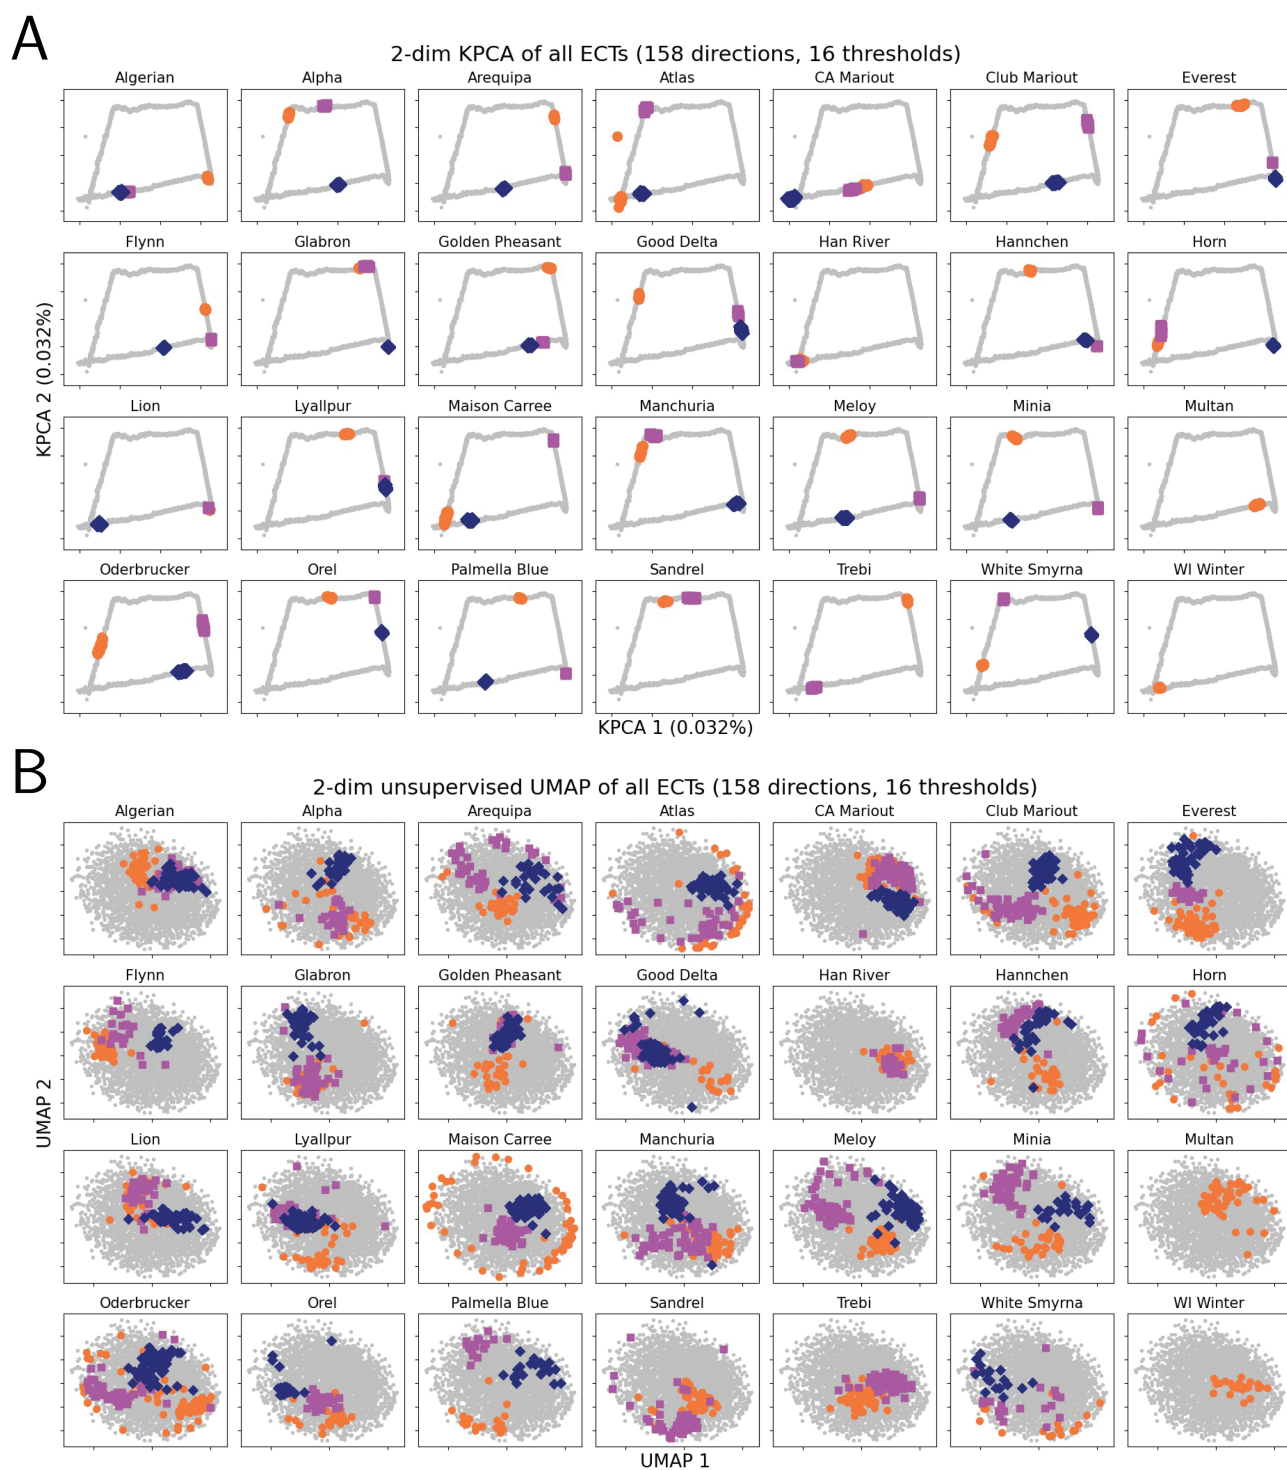 A
2-dim KPCA of all ECTs (158 directions, 16 thresholds)
Algerian Alpha Arequipa Atlas CA Mariout Club Mariout Everest
Flynn Glabron Golden Pheasant Good Delta Han River Hannchen Horn
Lion Lyallpur Maison Carree Manchuria Meloy Minia Multan
Oderbrucker Orel Palmella Blue Sandrel Trebi White Smyrna WI Winter
KPCA 2 (0.032%)
KPCA 1 (0.032%)
B
2-dim unsupervised UMAP of all ECTs (158 directions, 16 thresholds)
Algerian Alpha Arequipa Atlas CA Mariout Club Mariout Everest
Flynn Glabron Golden Pheasant Good Delta Han River Hannchen Horn
Lion Lyallpur Maison Carree Manchuria Meloy Minia Multan
Oderbrucker Orel Palmella Blue Sandrel Trebi White Smyrna WI Winter
UMAP 2
UMAP 1